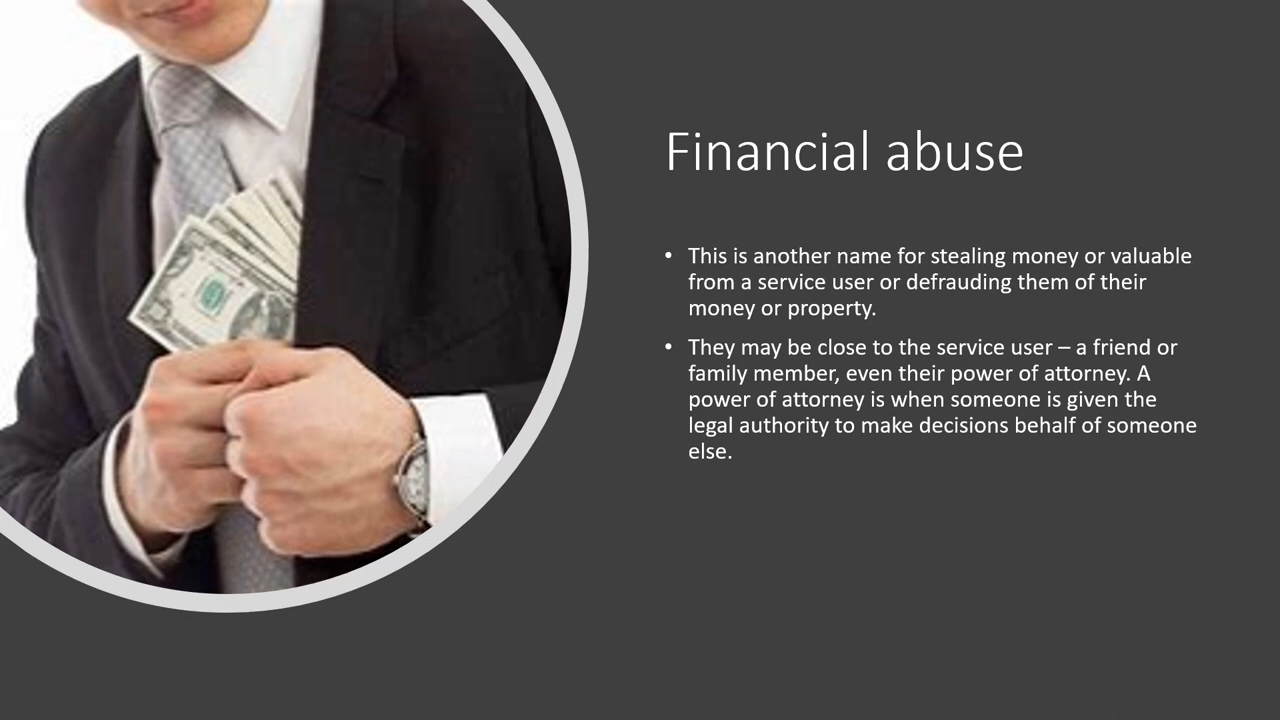 Financial abuse
• This is another name for stealing money or valuable
from a service user or defrauding them of their
money or property.
• They may be close to the service user – a friend or
family member, even their power of attorney. A
power of attorney is when someone is given the
legal authority to make decisions behalf of someone
else.